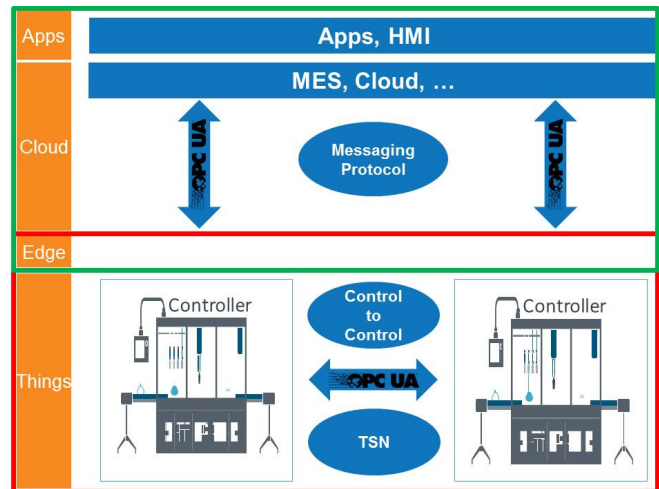 Apps
Apps, HMI
MES, Cloud, ...
Cloud
OPC UA
Messaging
Protocol
OPC UA
Edge
Things
Controller
Control
to
Control
OPC UA
TSN
Controller